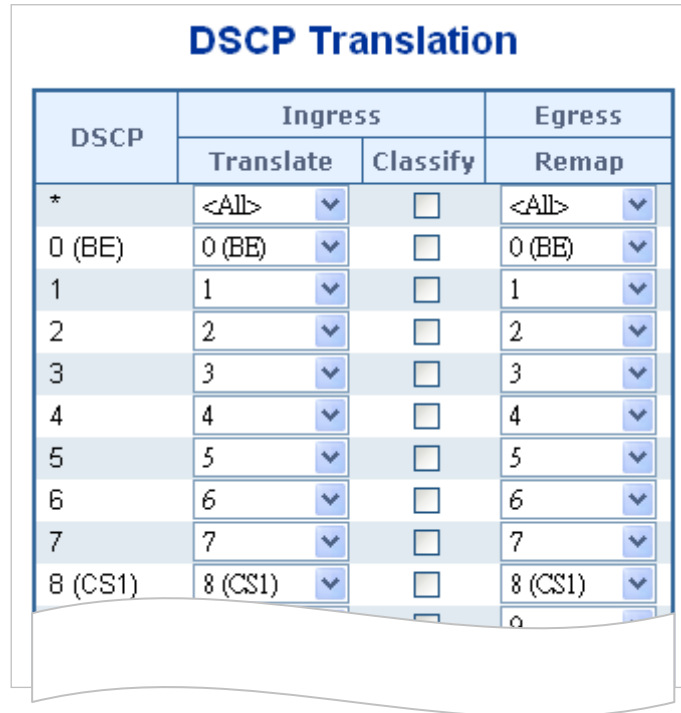 DSCP Translation
DSCP Ingress Egress
Translate Classify Remap
* <All> <All>
0 (BE) 0 (BE) 0 (BE)
1 1 1
2 2 2
3 3 3
4 4 4
5 5 5
6 6 6
7 7 7
8 (CS1) 8 (CS1) 8 (CS1)